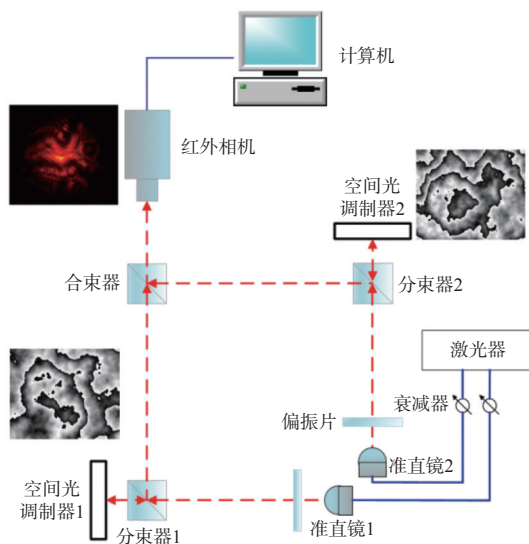 计算机
红外相机
空间光
调制器2
合束器
分束器2
激光器
衰减器
偏振片
准直镜2
空间光
调制器1
分束器1
准直镜1